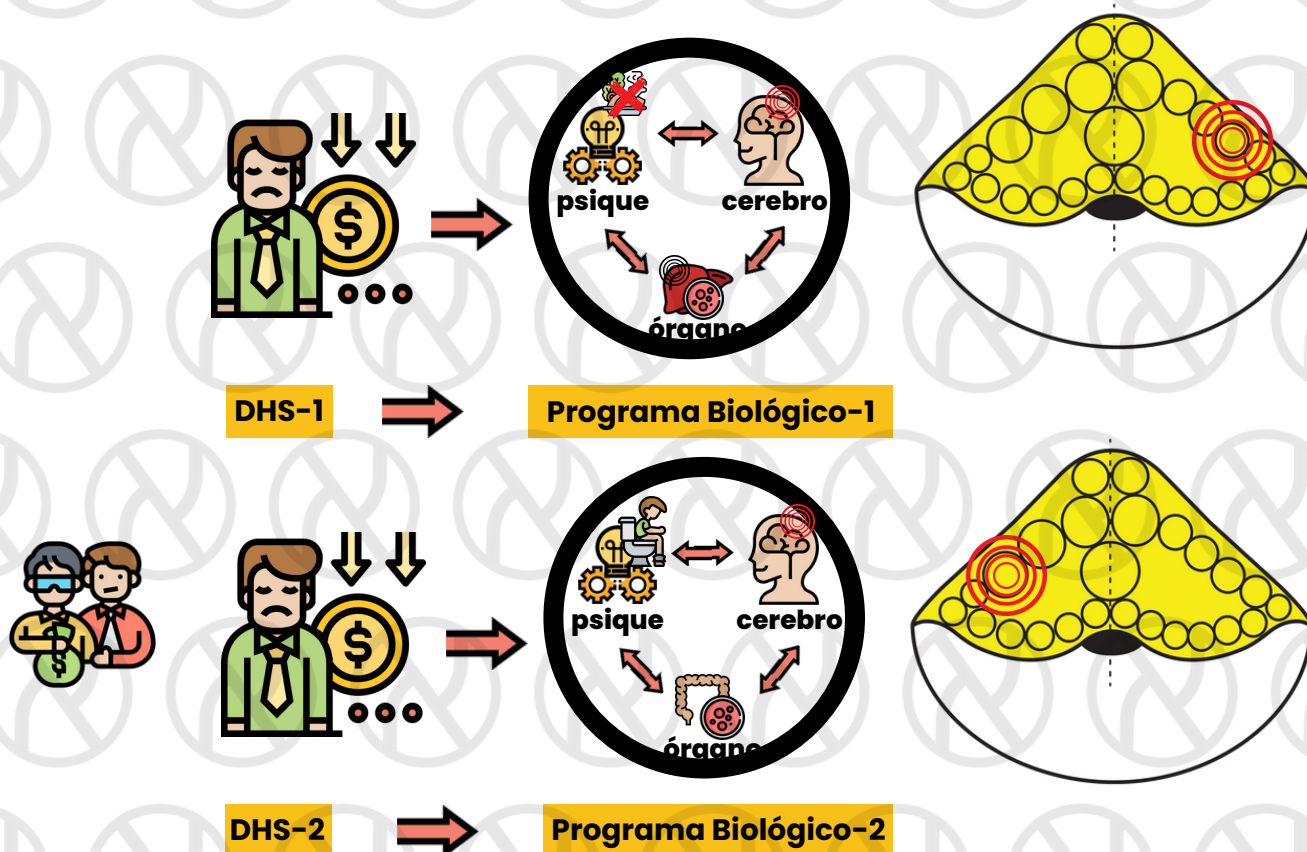 $
psique
cerebro
órgano
DHS-1
Programa Biológico-1
$
$
psique
cerebro
órgano
DHS-2
Programa Biológico-2